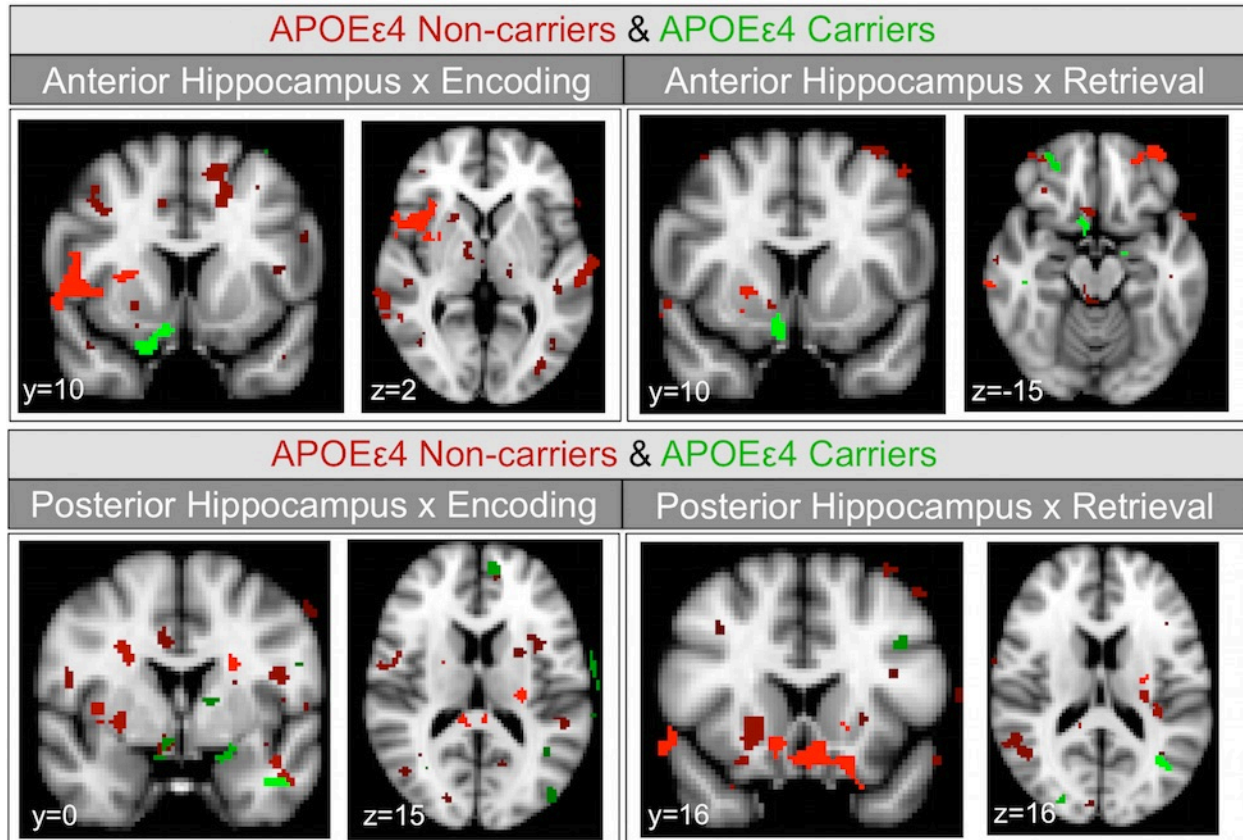 APOEε4 Non-carriers & APOEε4 Carriers
Anterior Hippocampus x Encoding
Anterior Hippocampus x Retrieval
y=10
z=2
y=10
z=-15
APOEε4 Non-carriers & APOEε4 Carriers
Posterior Hippocampus x Encoding
Posterior Hippocampus x Retrieval
y=0
z=15
y=16
z=16